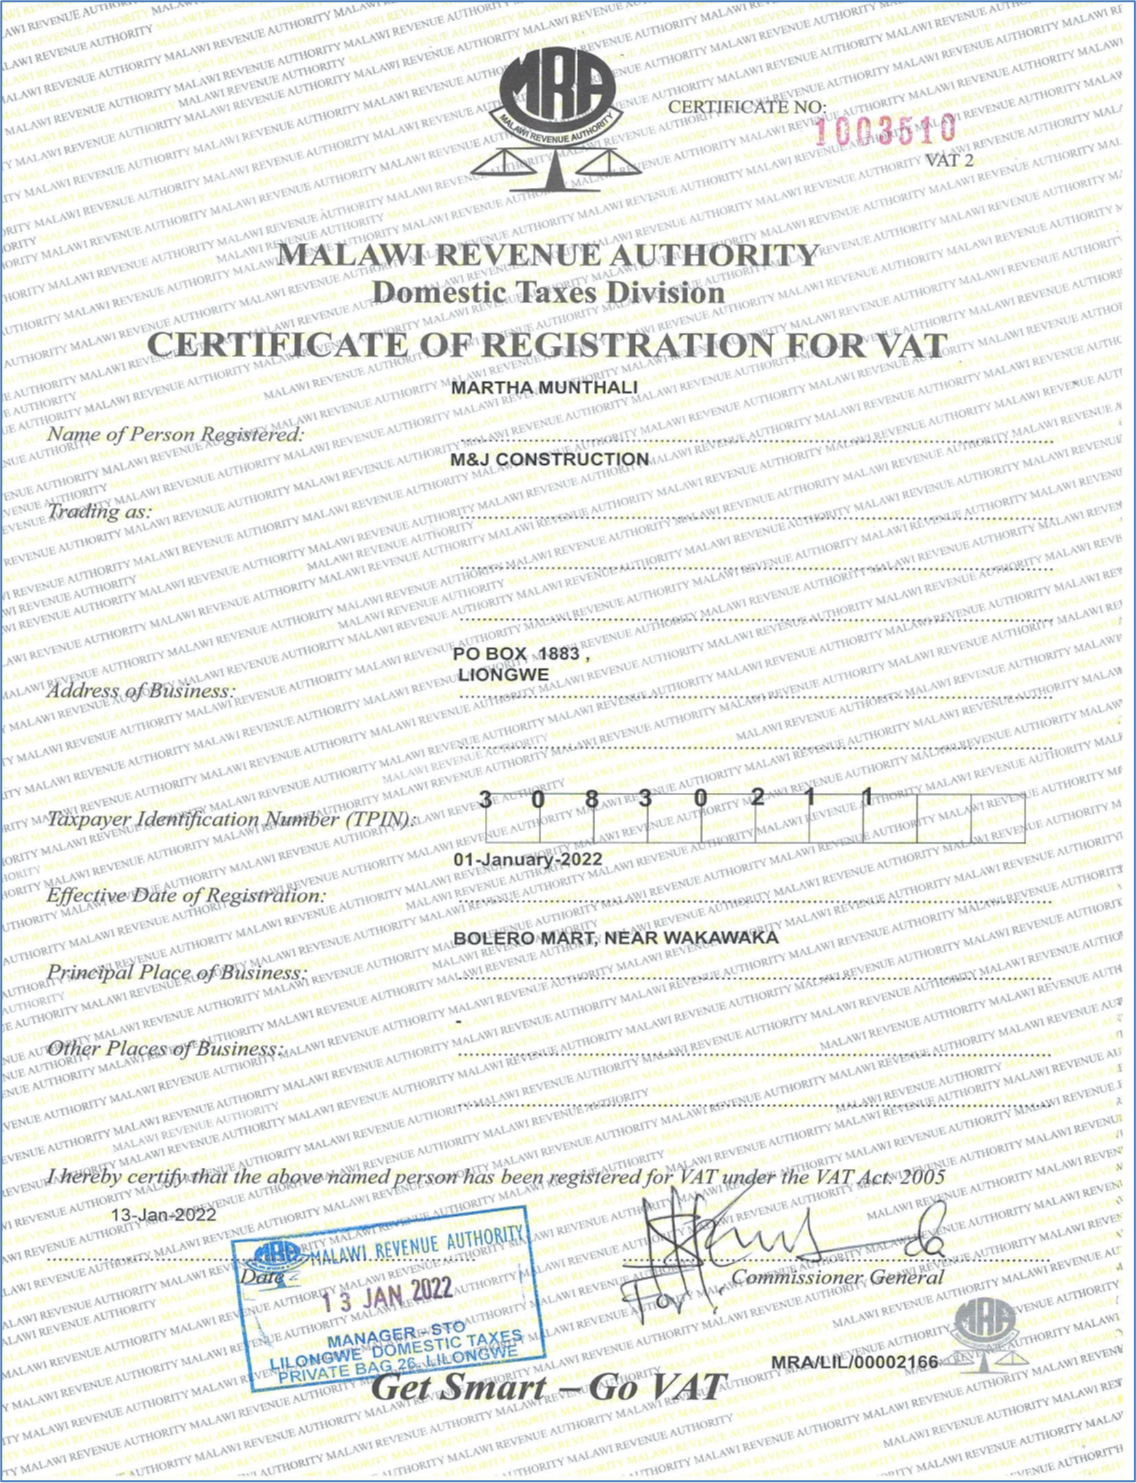 MRA
MALAWI REVENUE AUTHORITY
CERTIFICATE NO:
1003510
VAT 2
MALAWI REVENUE AUTHORITY
Domestic Taxes Division
CERTIFICATE OF REGISTRATION FOR VAT
MARTHA MUNTHALI
Name of Person Registered:
M&J CONSTRUCTION
Trading as:
PO BOX 1883 ,
LIONGWE
Address of Business:
3 0 8 3 0 2 1 1
Taxpayer Identification Number (TPIN):
01-January-2022
Effective Date of Registration:
BOLERO MART, NEAR WAKAWAKA
Principal Place of Business:
-
Other Places of Business:
I hereby certify that the above named person has been registered for VAT under the VAT Act. 2005
13-Jan-2022
Date
MRA MALAWI REVENUE AUTHORITY
13 JAN 2022
MANAGER - STO
LILONGWE DOMESTIC TAXES
PRIVATE BAG 26, LILONGWE
For:
Commissioner General
MRA
MRA/LIL/00002166
Get Smart – Go VAT